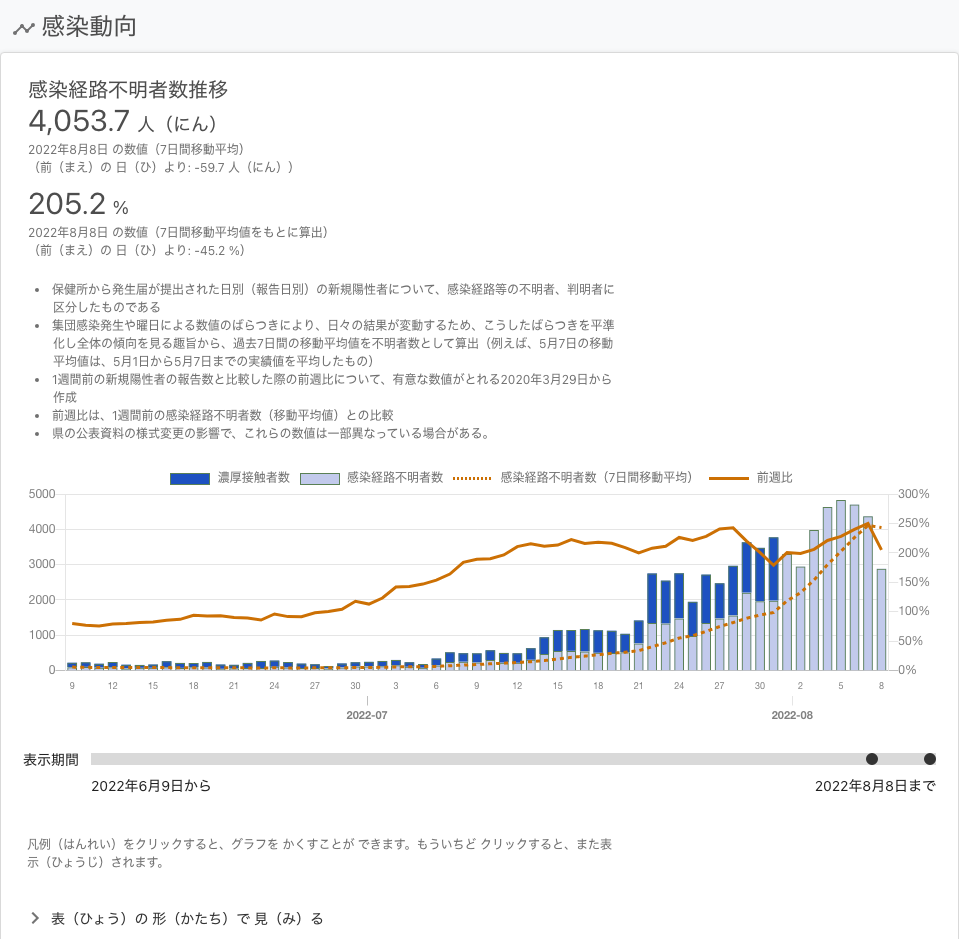 感染動向
感染経路不明者数推移
4,053.7 人（にん）
2022年8月8日 の数値（7日間移動平均）
（前（まえ）の 日（ひ）より: -59.7 人（にん））
205.2 %
2022年8月8日 の数値（7日間移動平均値をもとに算出）
（前（まえ）の 日（ひ）より: -45.2 %）
• 保健所から発生届が提出された日別（報告日別）の新規陽性者について、感染経路等の不明者、判明者に
区分したものである
• 集団感染発生や曜日による数値のばらつきにより、日々の結果が変動するため、こうしたばらつきを平準
化し全体の傾向を見る趣旨から、過去7日間の移動平均値を不明者数として算出（例えば、5月7日の移動
平均値は、5月1日から5月7日までの実績値を平均したもの）
• 1週間前の新規陽性者の報告数と比較した際の前週比について、有意な数値がとれる2020年3月29日から
作成
• 前週比は、1週間前の感染経路不明者数（移動平均値）との比較
• 県の公表資料の様式変更の影響で、これらの数値は一部異なっている場合がある。
濃厚接触者数 感染経路不明者数 感染経路不明者数（7日間移動平均） 前週比
5000 300%
4000 250%
3000 200%
2000 150%
1000 100%
0 50%
0%
9 12 15 18 21 24 27 30 3 6 9 12 15 18 21 24 27 30 2 5 8
2022-07 2022-08
表示期間
2022年6月9日から 2022年8月8日まで
凡例（はんれい）をクリックすると、グラフを かくすことが できます。もういちど クリックすると、また表
示（ひょうじ）されます。
表（ひょう）の 形（かたち）で 見（み）る